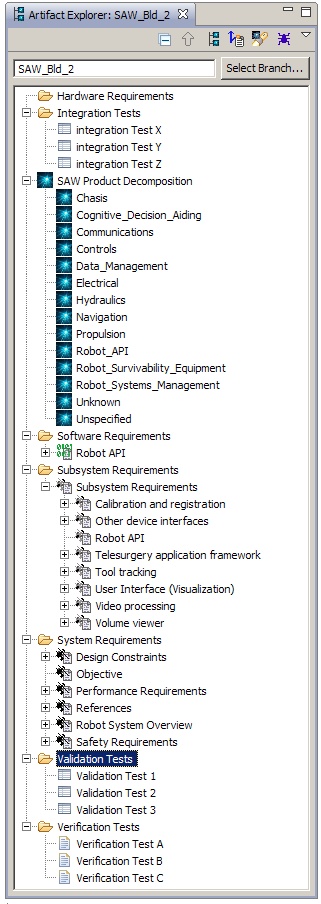 Artifact Explorer: SAW_Bld_2
SAW_Bld_2
Select Branch...
Hardware Requirements
Integration Tests
integration Test X
integration Test Y
integration Test Z
SAW Product Decomposition
Chasis
Cognitive_Decision_Aiding
Communications
Controls
Data_Management
Electrical
Hydraulics
Navigation
Propulsion
Robot_API
Robot_Survivability_Equipment
Robot_Systems_Management
Unknown
Unspecified
Software Requirements
Robot API
Subsystem Requirements
Subsystem Requirements
Calibration and registration
Other device interfaces
Robot API
Telesurgery application framework
Tool tracking
User Interface (Visualization)
Video processing
Volume viewer
System Requirements
Design Constraints
Objective
Performance Requirements
References
Robot System Overview
Safety Requirements
Validation Tests
Validation Test 1
Validation Test 2
Validation Test 3
Verification Tests
Verification Test A
Verification Test B
Verification Test C